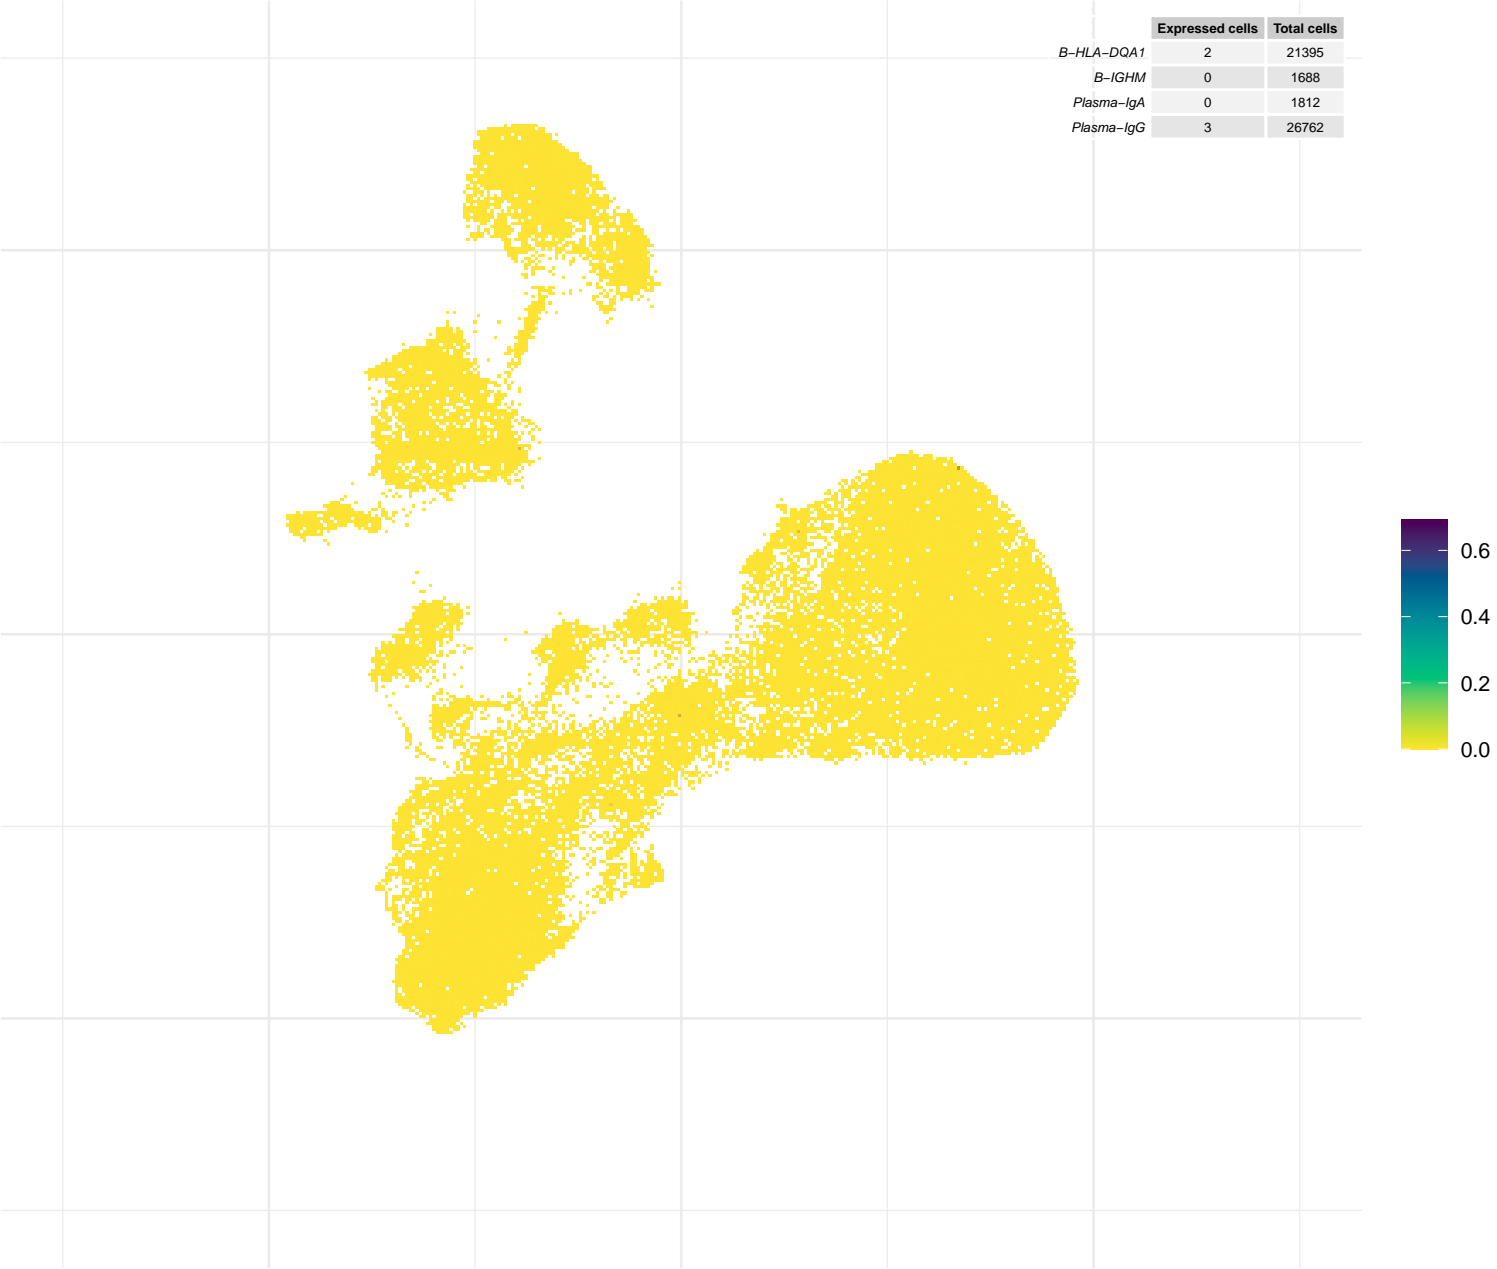 Expressed cells Total cells
B−HLA−DQA1 2 21395
B−IGHM 0 1688
Plasma−IgA 0 1812
Plasma−IgG 3 26762
0.6
0.4
0.2
0.0